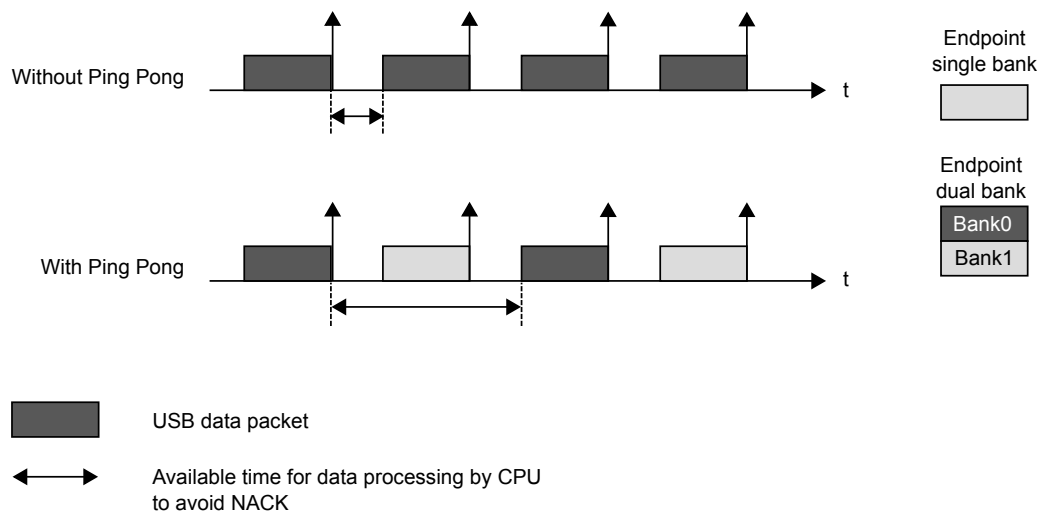 Without Ping Pong
t
Endpoint
single bank
Endpoint
dual bank
Bank0
Bank1
With Ping Pong
t
USB data packet
Available time for data processing by CPU
to avoid NACK